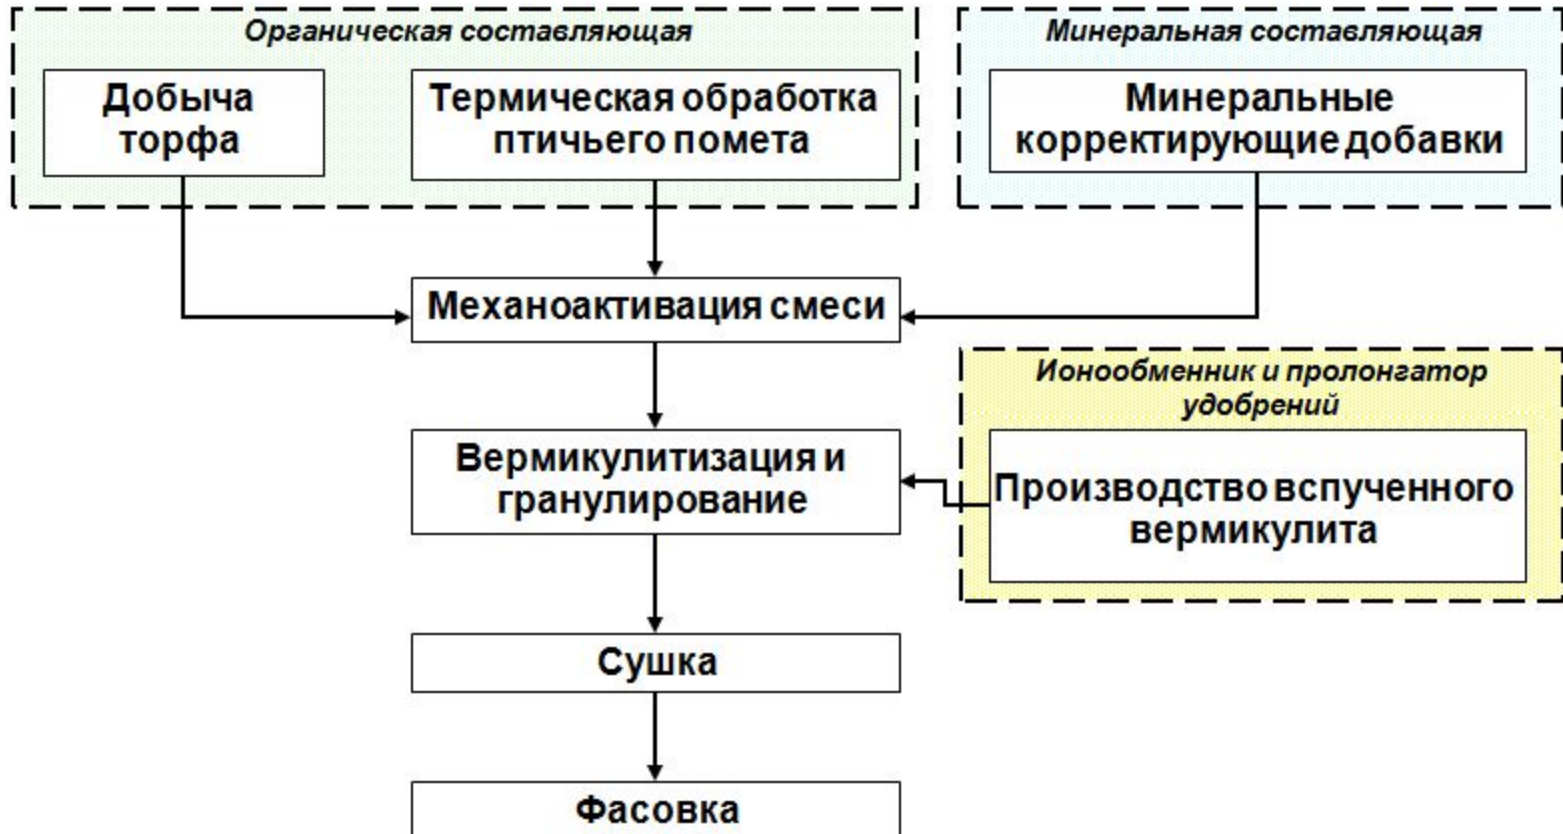 Органическая составляющая
Минеральная составляющая
Добыча
торфа
Термическая обработка
птичьего помета
Минеральные
корректирующие добавки
Механоактивация смеси
Ионообменник и пролонгатор
удобрений
Вермикулитизация и
гранулирование
Производство вспученного
вермикулита
Сушка
Фасовка